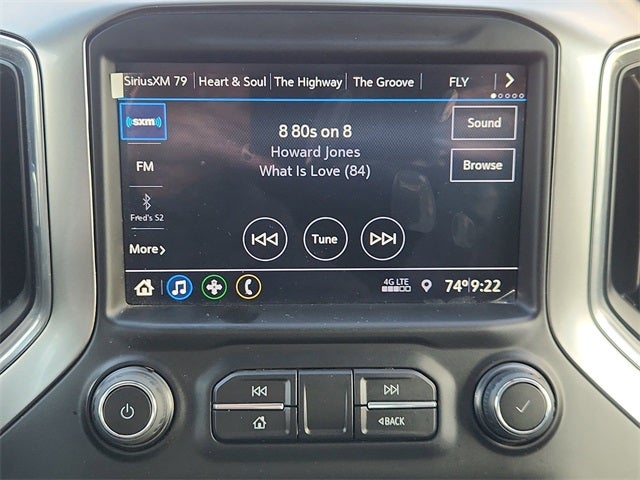 SiriusXM 79 Heart & Soul The Highway The Groove FLY
sxm
8 80s on 8
Sound
Howard Jones
FM
What Is Love (84)
Browse
Fred's S2
Tune
More
4G LTE
74° 9:22
BACK